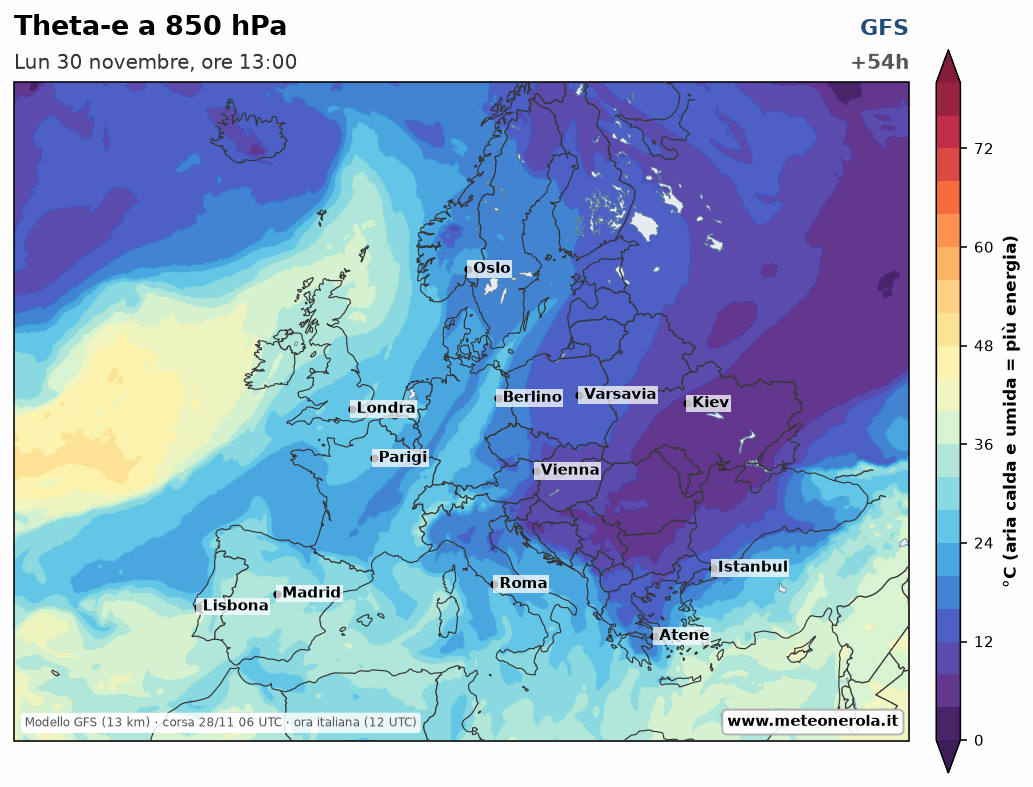 Theta-e a 850 hPa
GFS
Lun 30 novembre, ore 13:00
+54h
72
60
48
36
24
12
0
°C (aria calda e umida = più energia)
Oslo
Londra
Berlino
Varsavia
Kiev
Parigi
Vienna
Istanbul
Roma
Madrid
Lisbona
Atene
Modello GFS (13 km) · corsa 28/11 06 UTC · ora italiana (12 UTC)
www.meteonerola.it